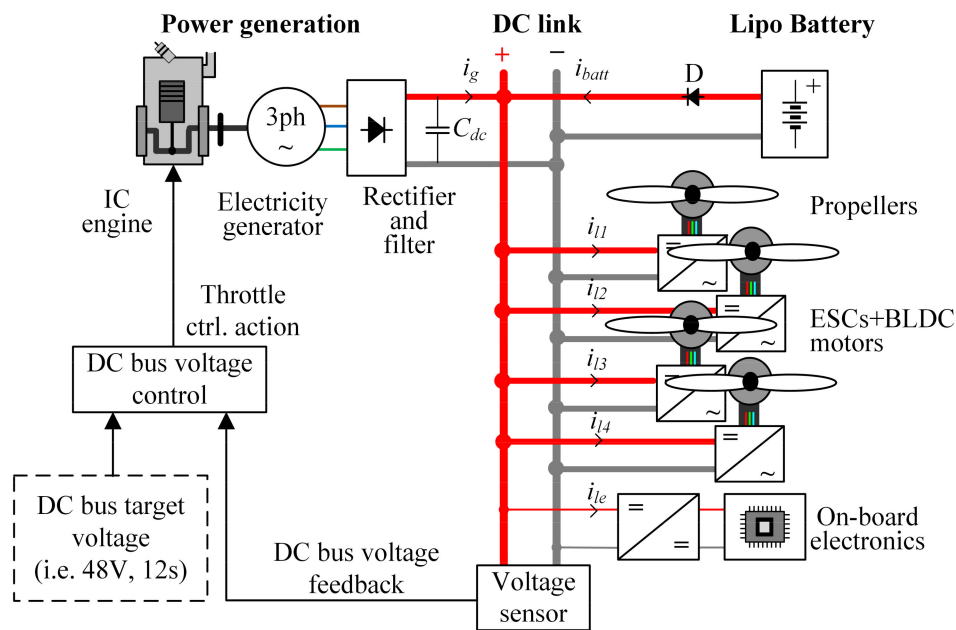 Power generation
DC link
Lipo Battery
+
−
i_g
i_batt
D
+
3ph
~
C_dc
IC
engine
Electricity
generator
Rectifier
and
filter
Propellers
i_l1
=
~
i_l2
=
~
ESCs+BLDC
motors
i_l3
=
~
i_l4
=
~
Throttle
ctrl. action
DC bus voltage
control
DC bus target
voltage
(i.e. 48V, 12s)
DC bus voltage
feedback
Voltage
sensor
i_le
=
=
On-board
electronics